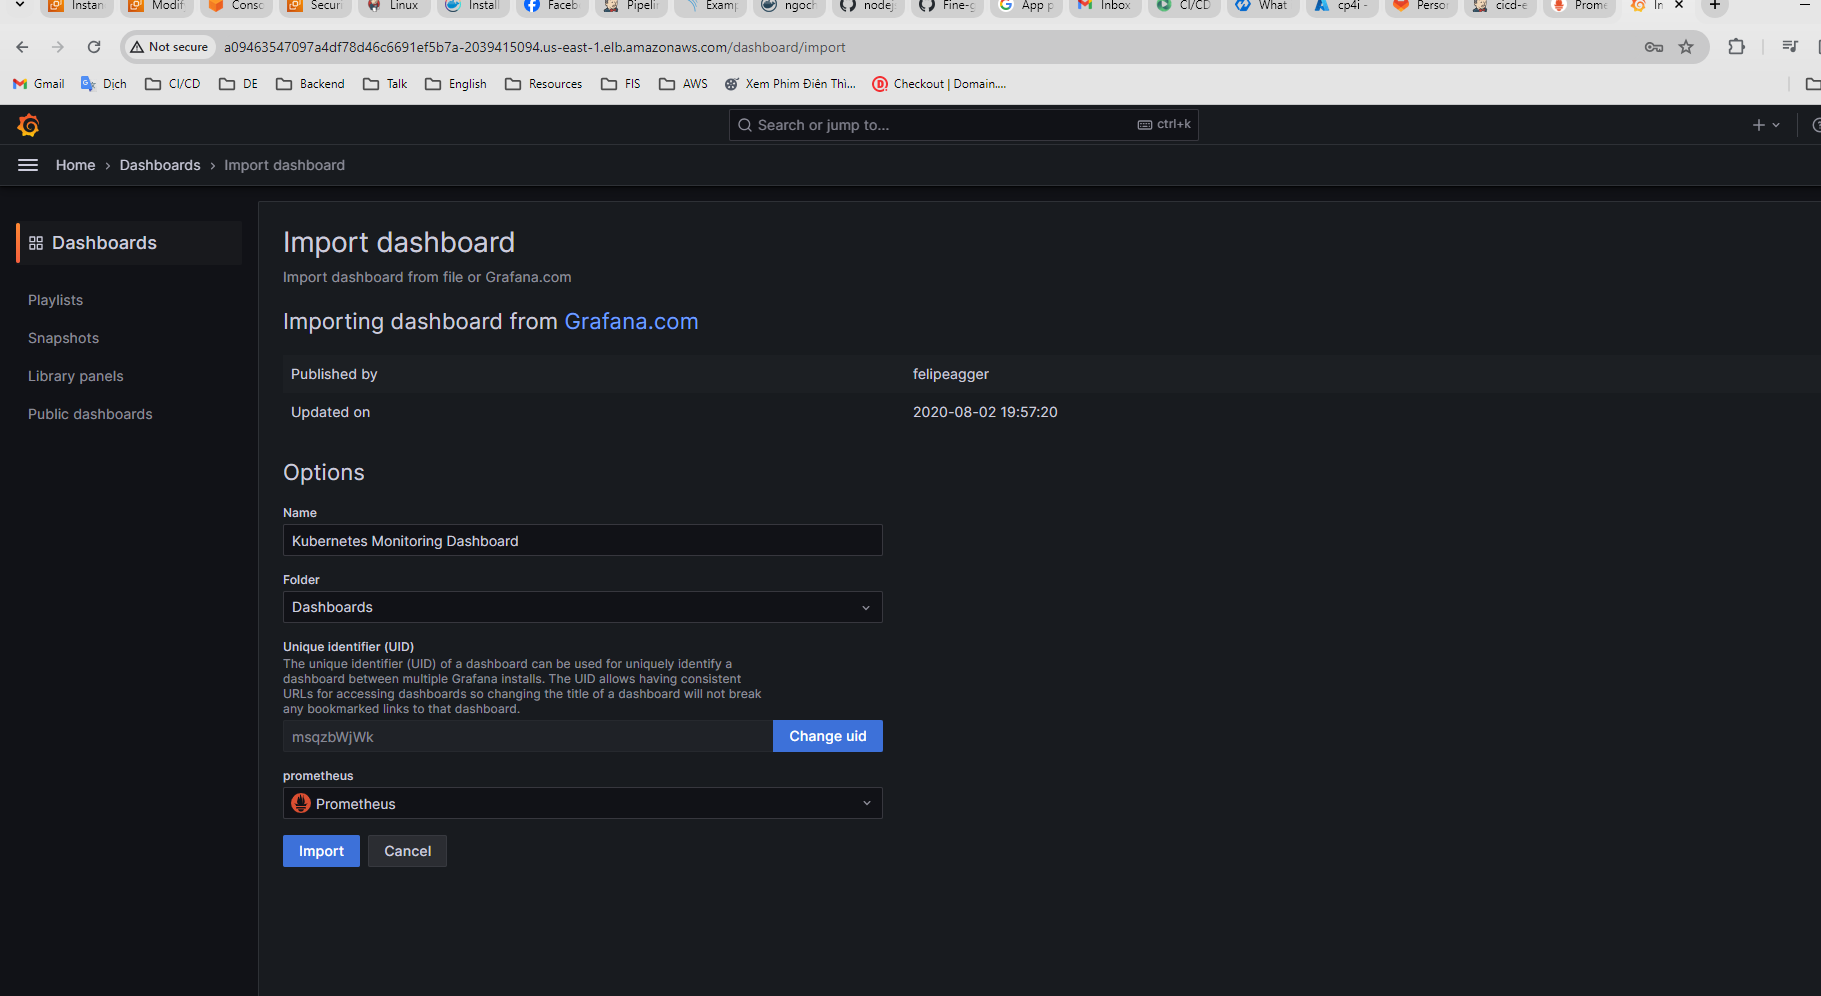 Instan
Modif
Consc
Securi
Linux
Install
Faceb
Pipelin
Examp
ngoch
nodej
Fine-g
App p
Inbox
CI/CD
What
cp4i -
Person
cicd-e
Prome
In
Not secure
a09463547097a4df78d46c6691ef5b7a-2039415094.us-east-1.elb.amazonaws.com/dashboard/import
Gmail
Dịch
CI/CD
DE
Backend
Talk
English
Resources
FIS
AWS
Xem Phim Điên Thì...
Checkout | Domain....
Search or jump to...
ctrl+k
Home › Dashboards › Import dashboard
Dashboards
Playlists
Snapshots
Library panels
Public dashboards
Import dashboard
Import dashboard from file or Grafana.com
Importing dashboard from Grafana.com
Published by felipeagger
Updated on 2020-08-02 19:57:20
Options
Name
Kubernetes Monitoring Dashboard
Folder
Dashboards
Unique identifier (UID)
The unique identifier (UID) of a dashboard can be used for uniquely identify a
dashboard between multiple Grafana installs. The UID allows having consistent
URLs for accessing dashboards so changing the title of a dashboard will not break
any bookmarked links to that dashboard.
msqzbWjWk
Change uid
prometheus
Prometheus
Import
Cancel